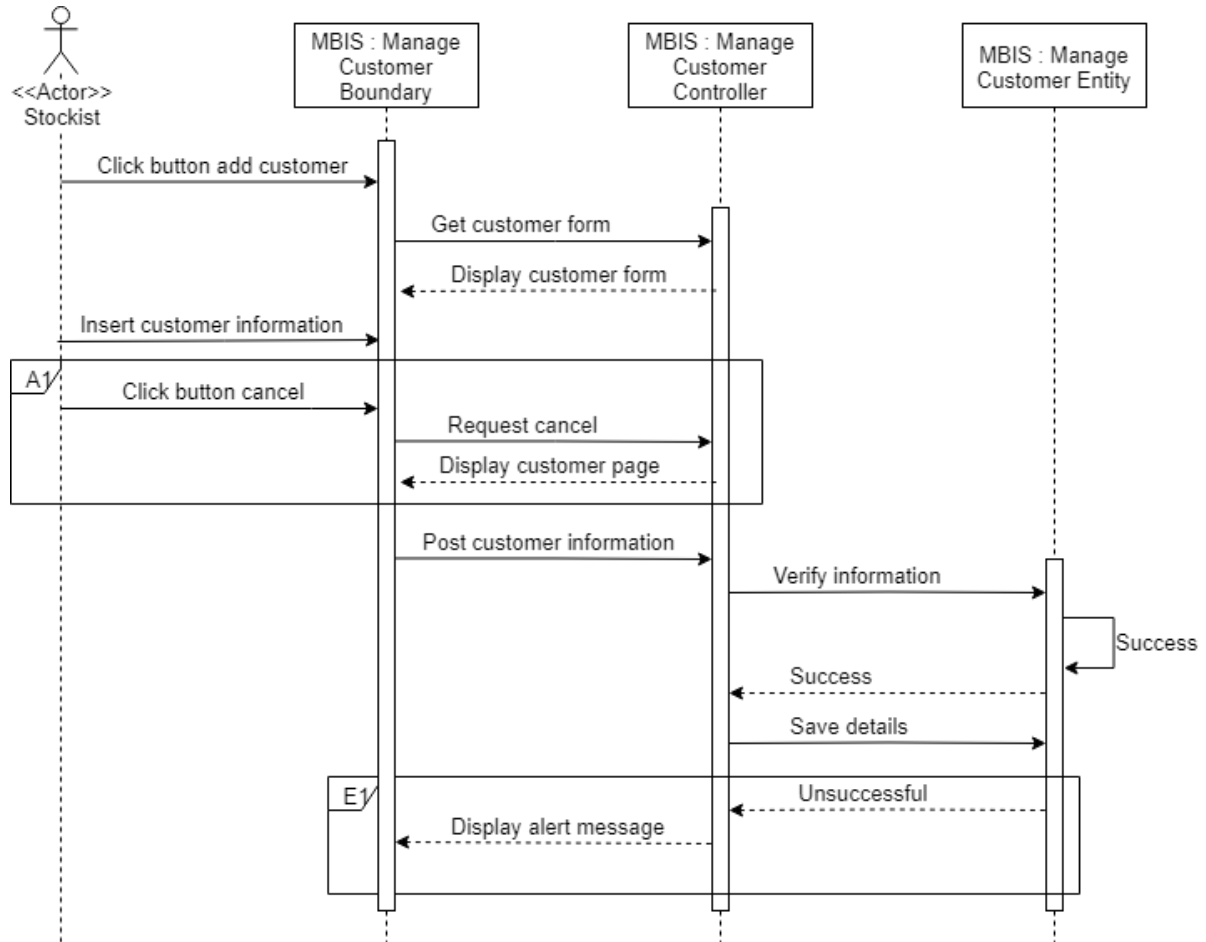 <<Actor>>
Stockist
MBIS : Manage
Customer
Boundary
MBIS : Manage
Customer
Controller
MBIS : Manage
Customer Entity
Click button add customer
Get customer form
Display customer form
Insert customer information
A1
Click button cancel
Request cancel
Display customer page
Post customer information
Verify information
Success
Success
Save details
E1
Unsuccessful
Display alert message